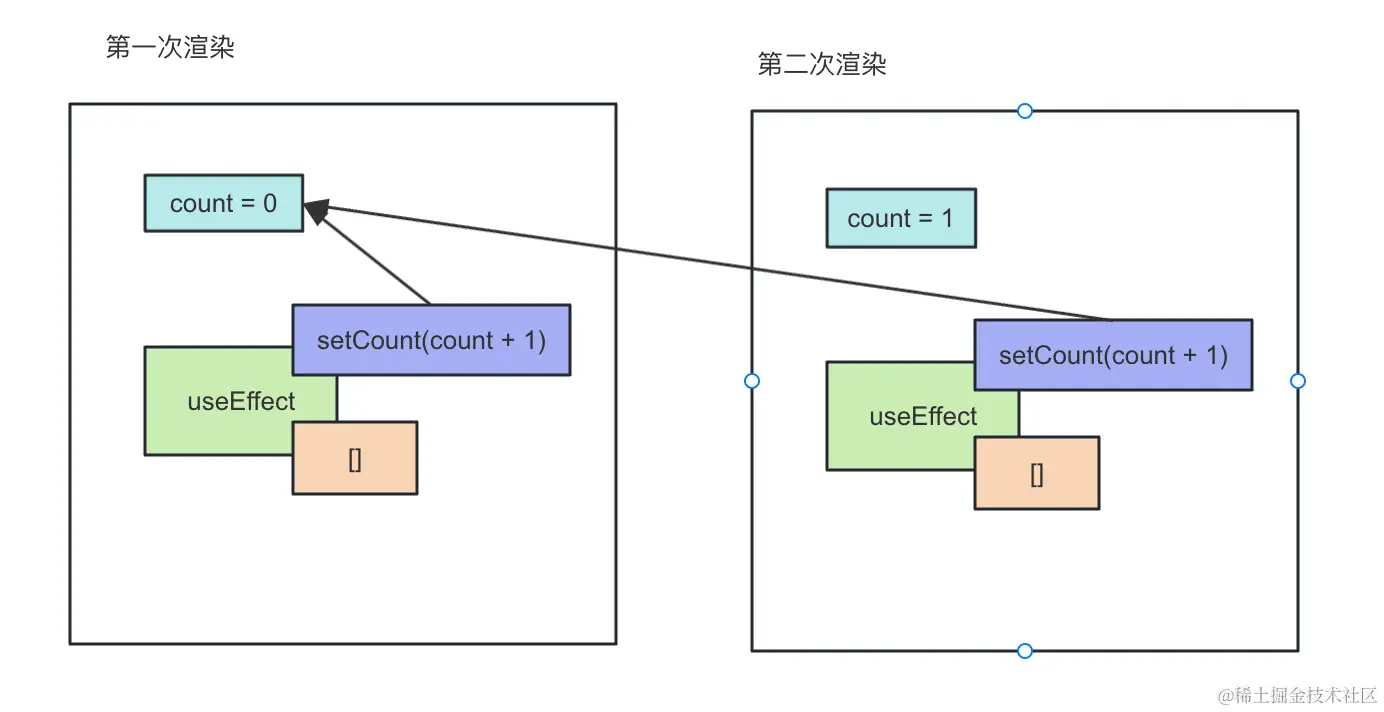 第一次渲染
count = 0
setCount(count + 1)
useEffect
[]
第二次渲染
count = 1
setCount(count + 1)
useEffect
[]
@稀土掘金技术社区